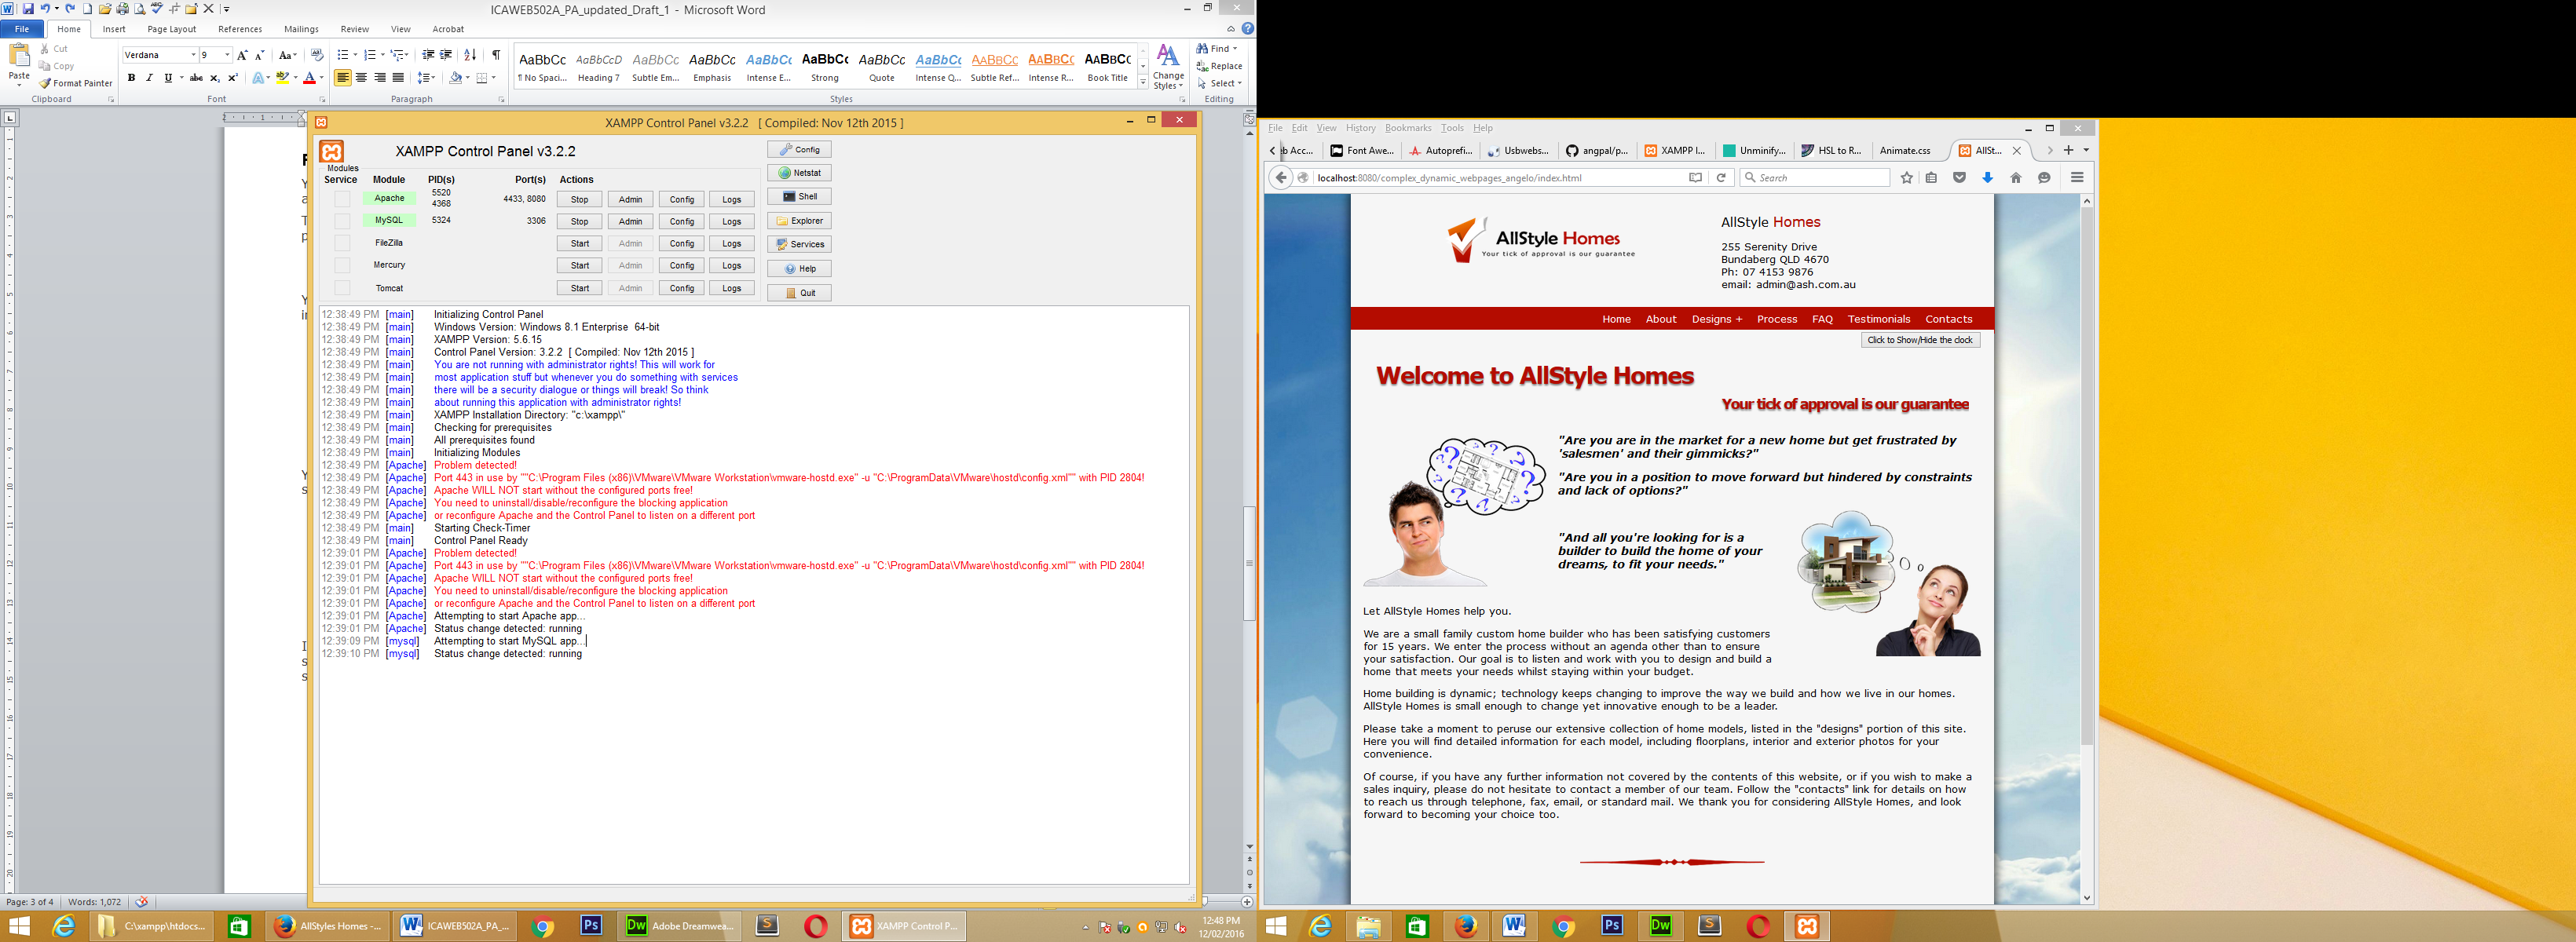 ICAWEB502A_PA_updated_Draft_1 - Microsoft Word
File Home Insert Page Layout References Mailings Review View Acrobat
Paste
Cut
Copy
Format Painter
Clipboard
Verdana 9
Font
Paragraph
AaBbCc AaBbCcD AaBbCc AaBbCc AaBbCc AaBbCc AaBbCc AaBbCc AABBCC AABBCC AABBCC
¶ No Spaci... Heading 7 Subtle Em... Emphasis Intense E... Strong Quote Intense Q... Subtle Ref... Intense R... Book Title
Change Styles
Styles
Find
Replace
Select
Editing
XAMPP Control Panel v3.2.2 [ Compiled: Nov 12th 2015 ]
XAMPP Control Panel v3.2.2
Modules
Service Module PID(s) Port(s) Actions
Apache 5520 4368 4433, 8080 Stop Admin Config Logs
MySQL 5324 3306 Stop Admin Config Logs
FileZilla Start Admin Config Logs
Mercury Start Admin Config Logs
Tomcat Start Admin Config Logs
Config
Netstat
Shell
Explorer
Services
Help
Quit
12:38:49 PM [main] Initializing Control Panel
12:38:49 PM [main] Windows Version: Windows 8.1 Enterprise 64-bit
12:38:49 PM [main] XAMPP Version: 5.6.15
12:38:49 PM [main] Control Panel Version: 3.2.2 [ Compiled: Nov 12th 2015 ]
12:38:49 PM [main] You are not running with administrator rights! This will work for
12:38:49 PM [main] most application stuff but whenever you do something with services
12:38:49 PM [main] there will be a security dialogue or things will break! So think
12:38:49 PM [main] about running this application with administrator rights!
12:38:49 PM [main] XAMPP Installation Directory: "c:\xampp\"
12:38:49 PM [main] Checking for prerequisites
12:38:49 PM [main] All prerequisites found
12:38:49 PM [main] Initializing Modules
12:38:49 PM [Apache] Problem detected!
12:38:49 PM [Apache] Port 443 in use by ""C:\Program Files (x86)\VMware\VMware Workstation\vmware-hostd.exe" -u "C:\ProgramData\VMware\hostd\config.xml"" with PID 2804!
12:38:49 PM [Apache] Apache WILL NOT start without the configured ports free!
12:38:49 PM [Apache] You need to uninstall/disable/reconfigure the blocking application
12:38:49 PM [Apache] or reconfigure Apache and the Control Panel to listen on a different port
12:38:49 PM [main] Starting Check-Timer
12:38:49 PM [main] Control Panel Ready
12:39:01 PM [Apache] Problem detected!
12:39:01 PM [Apache] Port 443 in use by ""C:\Program Files (x86)\VMware\VMware Workstation\vmware-hostd.exe" -u "C:\ProgramData\VMware\hostd\config.xml"" with PID 2804!
12:39:01 PM [Apache] Apache WILL NOT start without the configured ports free!
12:39:01 PM [Apache] You need to uninstall/disable/reconfigure the blocking application
12:39:01 PM [Apache] or reconfigure Apache and the Control Panel to listen on a different port
12:39:01 PM [Apache] Attempting to start Apache app...
12:39:01 PM [Apache] Status change detected: running
12:39:09 PM [mysql] Attempting to start MySQL app...
12:39:10 PM [mysql] Status change detected: running
Page: 3 of 4 Words: 1,072
C:\xampp\htdocs... AllStyles Homes -... ICAWEB502A_PA_... Adobe Dreamwea... XAMPP Control P...
12:48 PM
12/02/2016
File Edit View History Bookmarks Tools Help
b Acc... Font Awe... Autoprefi... Usbwebs... angpal/p... XAMPP I... Unminify... HSL to R... Animate.css AllSt...
localhost:8080/complex_dynamic_webpages_angelo/index.html
Search
AllStyle Homes
Your tick of approval is our guarantee
AllStyle Homes
255 Serenity Drive
Bundaberg QLD 4670
Ph: 07 4153 9876
email: admin@ash.com.au
Home About Designs + Process FAQ Testimonials Contacts
Click to Show/Hide the clock
Welcome to AllStyle Homes
Your tick of approval is our guarantee
"Are you are in the market for a new home but get frustrated by
'salesmen' and their gimmicks?"
"Are you in a position to move forward but hindered by constraints
and lack of options?"
"And all you're looking for is a
builder to build the home of your
dreams, to fit your needs."
Let AllStyle Homes help you.
We are a small family custom home builder who has been satisfying customers
for 15 years. We enter the process without an agenda other than to ensure
your satisfaction. Our goal is to listen and work with you to design and build a
home that meets your needs whilst staying within your budget.
Home building is dynamic; technology keeps changing to improve the way we build and how we live in our homes.
AllStyle Homes is small enough to change yet innovative enough to be a leader.
Please take a moment to peruse our extensive collection of home models, listed in the "designs" portion of this site.
Here you will find detailed information for each model, including floorplans, interior and exterior photos for your
convenience.
Of course, if you have any further information not covered by the contents of this website, or if you wish to make a
sales inquiry, please do not hesitate to contact a member of our team. Follow the "contacts" link for details on how
to reach us through telephone, fax, email, or standard mail. We thank you for considering AllStyle Homes, and look
forward to becoming your choice too.